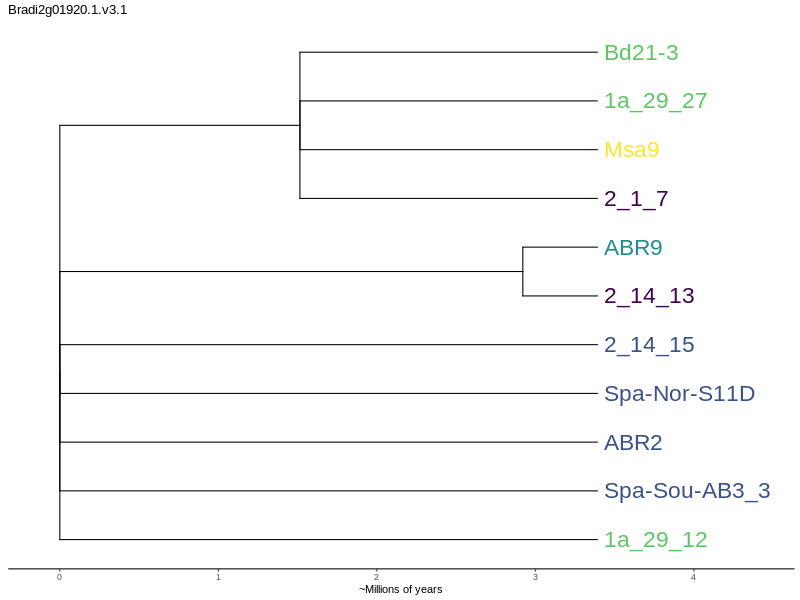 Bradi2g01920.1.v3.1
Bd21-3
1a_29_27
Msa9
2_1_7
ABR9
2_14_13
2_14_15
Spa-Nor-S11D
ABR2
Spa-Sou-AB3_3
1a_29_12
0 1 2 3 4
~Millions of years